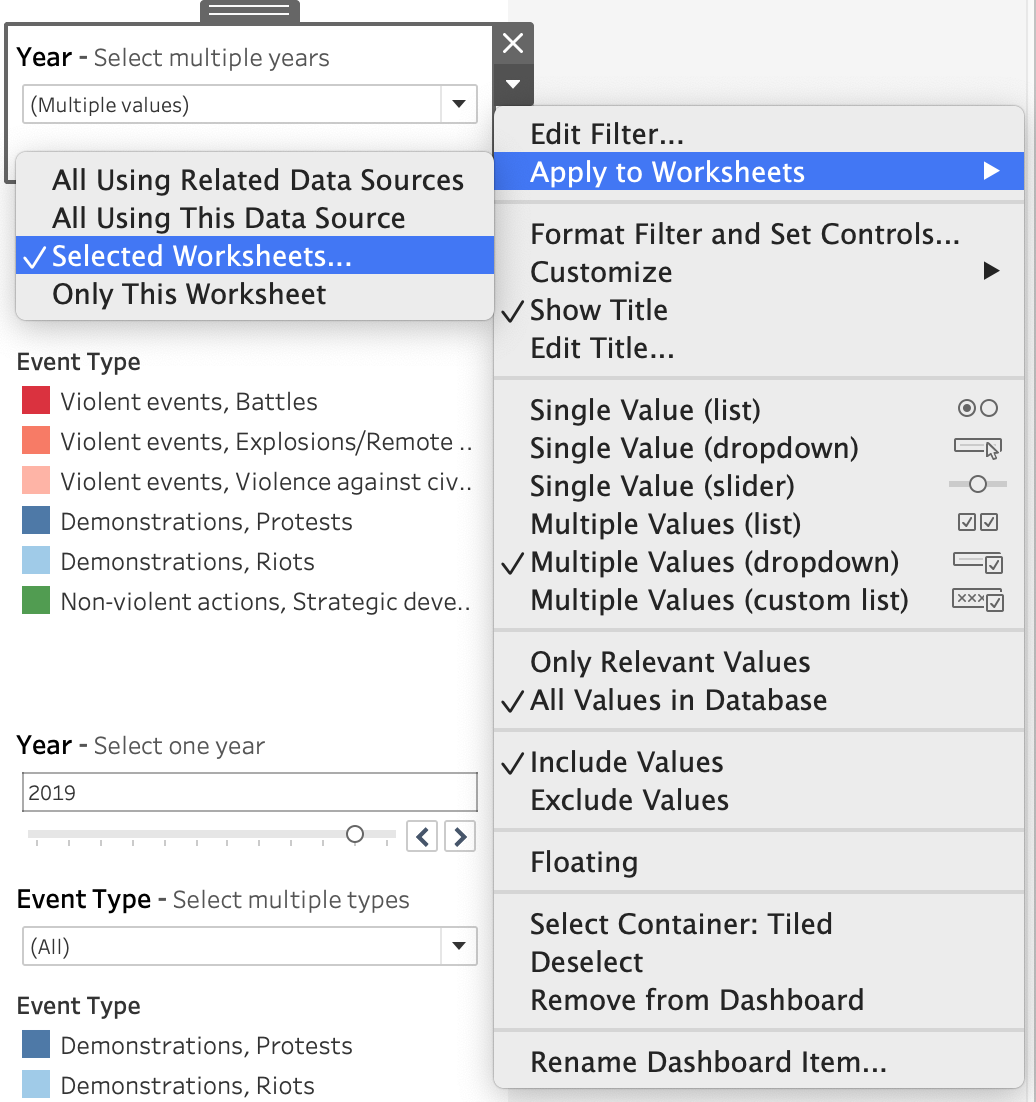 Year - Select multiple years
(Multiple values)
All Using Related Data Sources
All Using This Data Source
Selected Worksheets...
Only This Worksheet
Event Type
Violent events, Battles
Violent events, Explosions/Remote ..
Violent events, Violence against civ..
Demonstrations, Protests
Demonstrations, Riots
Non-violent actions, Strategic deve..
Year - Select one year
2019
Event Type - Select multiple types
(All)
Event Type
Demonstrations, Protests
Demonstrations, Riots
Edit Filter...
Apply to Worksheets
Format Filter and Set Controls...
Customize
Show Title
Edit Title...
Single Value (list)
Single Value (dropdown)
Single Value (slider)
Multiple Values (list)
Multiple Values (dropdown)
Multiple Values (custom list)
Only Relevant Values
All Values in Database
Include Values
Exclude Values
Floating
Select Container: Tiled
Deselect
Remove from Dashboard
Rename Dashboard Item...